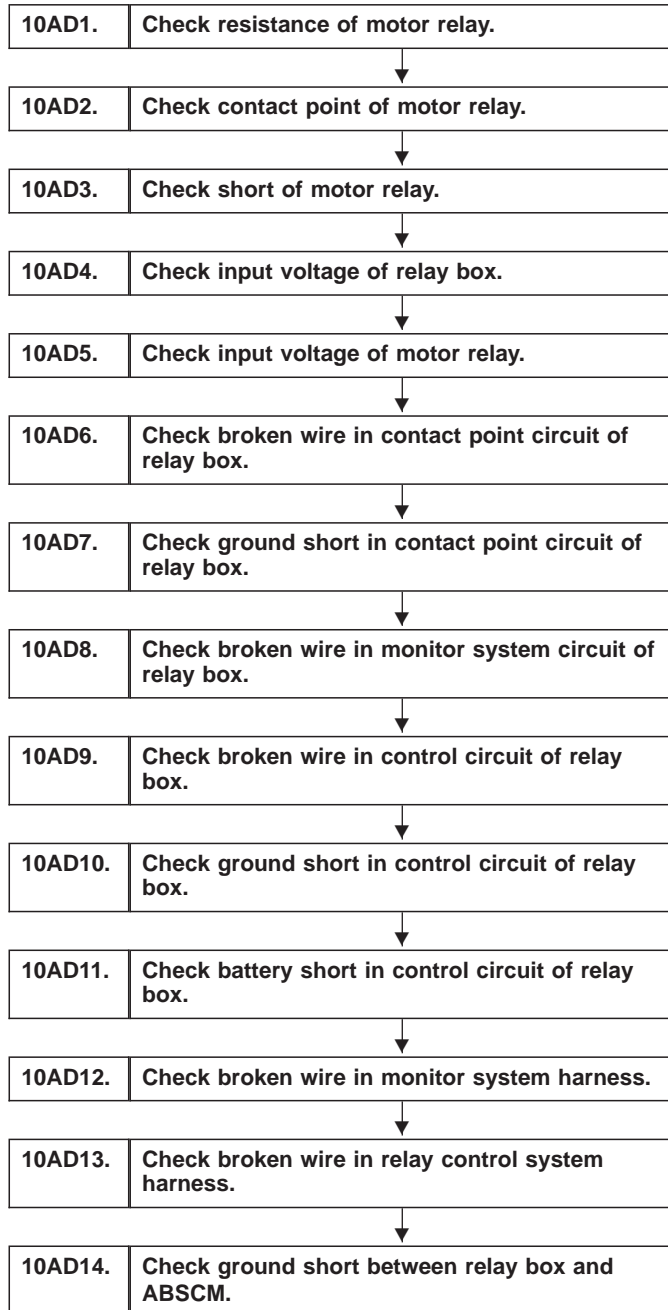 10AD1. Check resistance of motor relay.
10AD2. Check contact point of motor relay.
10AD3. Check short of motor relay.
10AD4. Check input voltage of relay box.
10AD5. Check input voltage of motor relay.
10AD6. Check broken wire in contact point circuit of
relay box.
10AD7. Check ground short in contact point circuit of
relay box.
10AD8. Check broken wire in monitor system circuit of
relay box.
10AD9. Check broken wire in control circuit of relay
box.
10AD10. Check ground short in control circuit of relay
box.
10AD11. Check battery short in control circuit of relay
box.
10AD12. Check broken wire in monitor system harness.
10AD13. Check broken wire in relay control system
harness.
10AD14. Check ground short between relay box and
ABSCM.